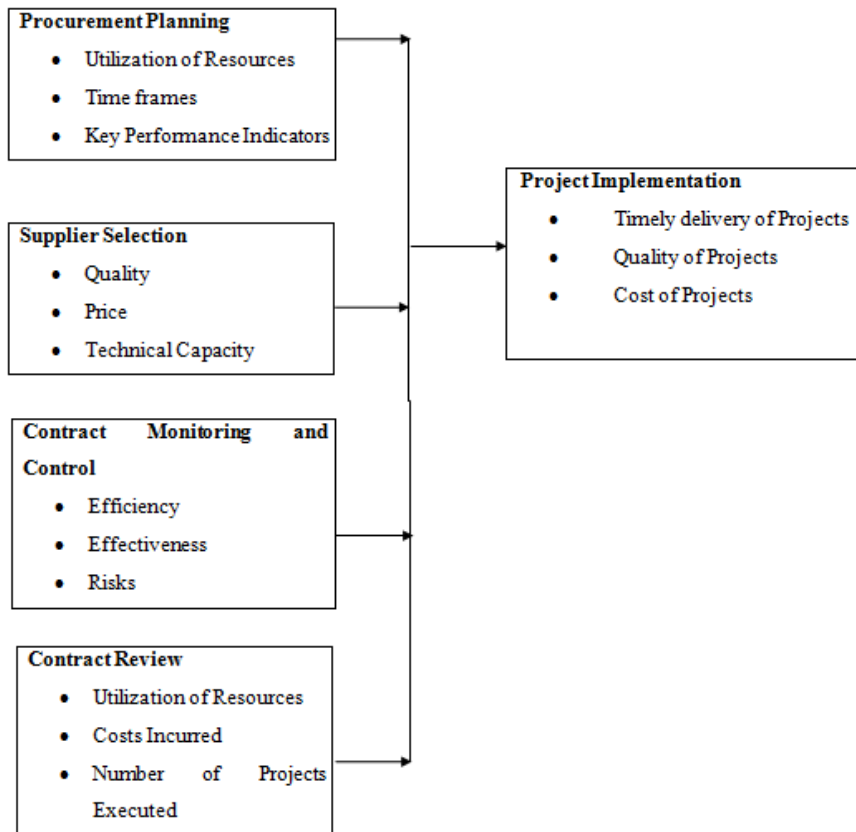 Procurement Planning
• Utilization of Resources
• Time frames
• Key Performance Indicators
Supplier Selection
• Quality
• Price
• Technical Capacity
Contract Monitoring and
Control
• Efficiency
• Effectiveness
• Risks
Contract Review
• Utilization of Resources
• Costs Incurred
• Number of Projects
Executed
Project Implementation
• Timely delivery of Projects
• Quality of Projects
• Cost of Projects